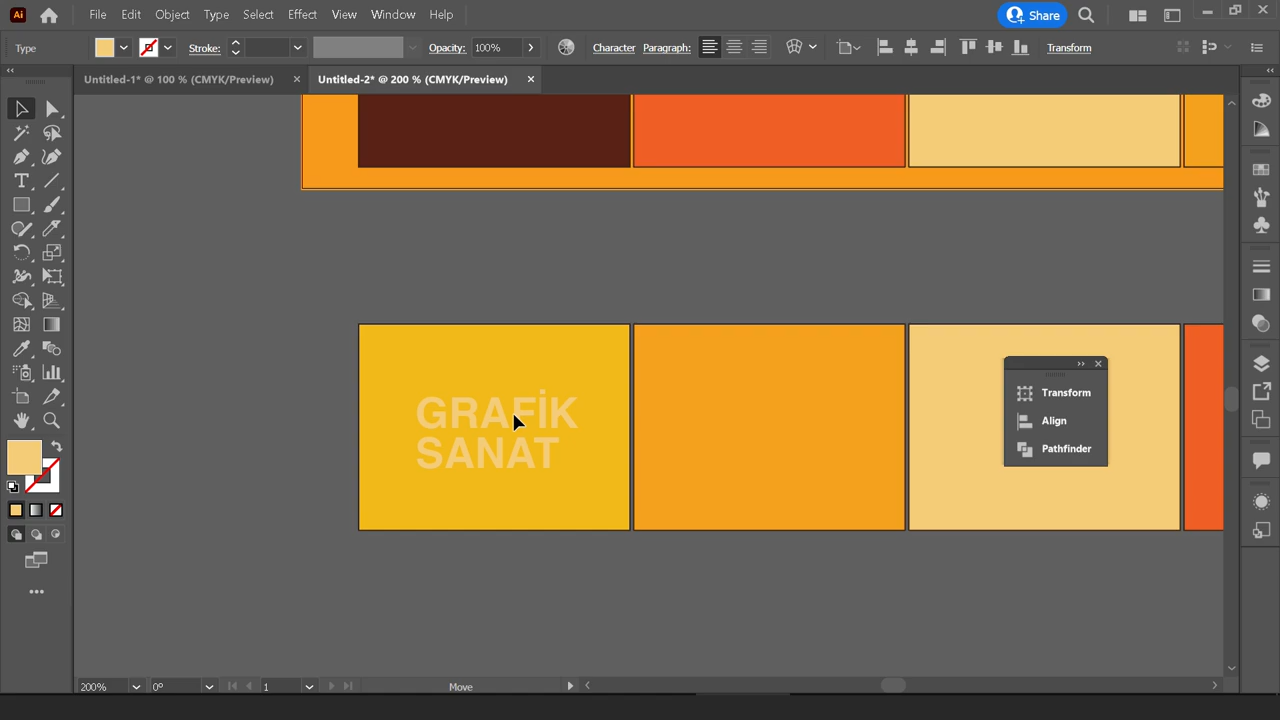 Ai File Edit Object Type Select Effect View Window Help Share
Type Stroke: Opacity: 100% Character Paragraph: Transform
Untitled-1* @ 100 % (CMYK/Preview) Untitled-2* @ 200 % (CMYK/Preview)
GRAFİK
SANAT
Transform
Align
Pathfinder
200% 0° 1 Move